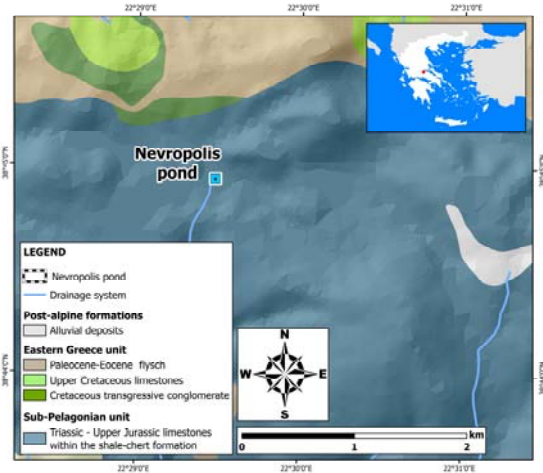 22°29'0"E 22°30'0"E 22°31'0"E
Nevropolis
pond
LEGEND
Nevropolis pond
Drainage system
Post-alpine formations
Alluvial deposits
Eastern Greece unit
Paleocene-Eocene flysch
Upper Cretaceous limestones
Cretaceous transgressive conglomerate
Sub-Pelagonian unit
Triassic - Upper Jurassic limestones
within the shale-chert formation
N
W E
S
km
0 1 2
22°29'0"E 22°30'0"E 22°31'0"E